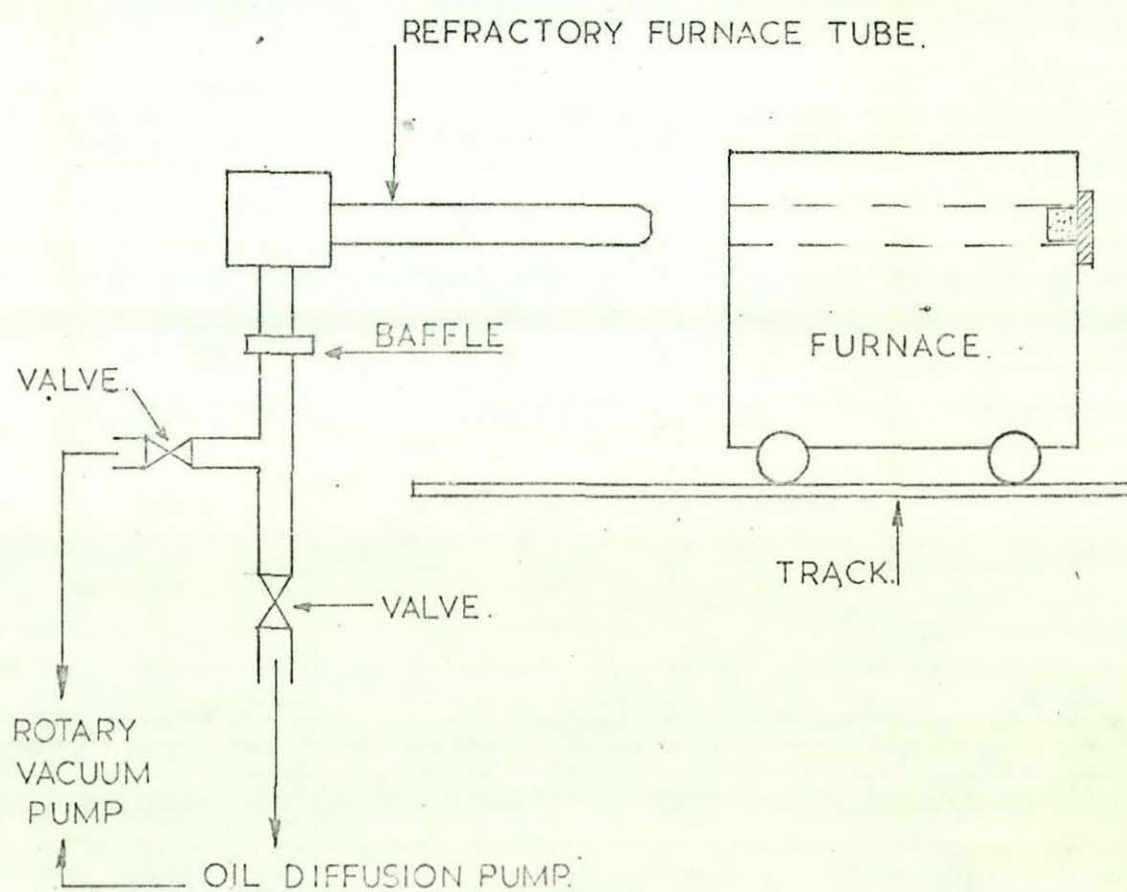 REFRACTORY FURNACE TUBE.
BAFFLE
FURNACE.
VALVE.
TRACK.
VALVE.
ROTARY
VACUUM
PUMP
OIL DIFFUSION PUMP.